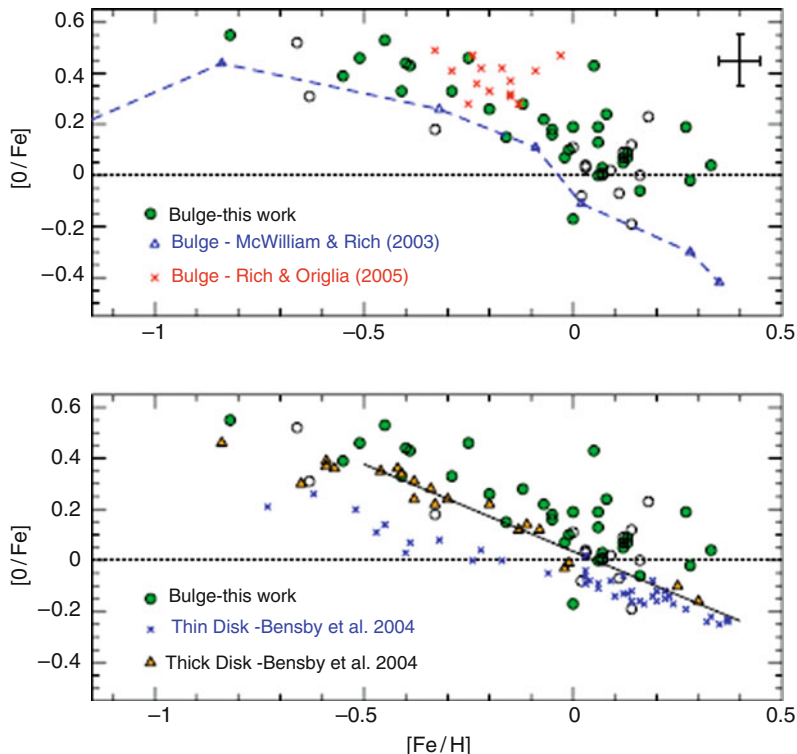 0.6
0.4
0.2
0
−0.2
−0.4
[0/Fe]
Bulge-this work
Bulge - McWilliam & Rich (2003)
Bulge - Rich & Origlia (2005)
−1
−0.5
0
0.5
0.6
0.4
0.2
0
−0.2
−0.4
[0/Fe]
Bulge-this work
Thin Disk -Bensby et al. 2004
Thick Disk -Bensby et al. 2004
−1
−0.5
0
0.5
[Fe/H]